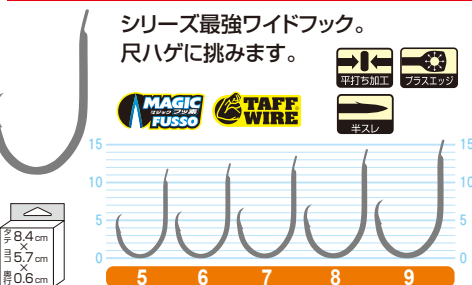 シリーズ最強ワイドフック。
尺ハゲに挑みます。
平打ち加工
プラスエッジ
MAGIC
マジック フッ素
FUSSO
TAFF
WIRE
半スレ
15
10
5
0
15
10
5
0
5 6 7 8 9
タテ 8.4cm
×
ヨコ 5.7cm
×
奥行 0.6cm